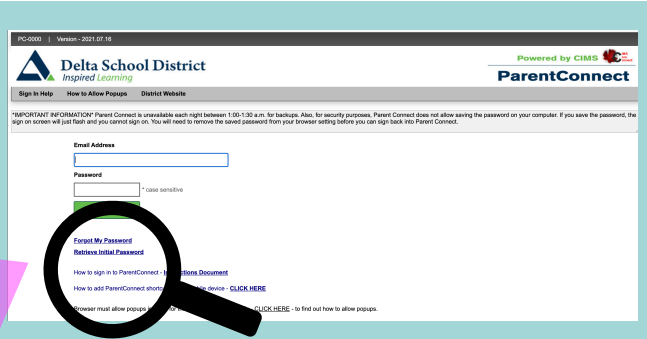 PC-0000 | Version - 2021.07.16
Delta School District
Inspired Learning
Powered by CIMS
ParentConnect
Sign In Help How to Allow Popups District Website
*IMPORTANT INFORMATION* Parent Connect is unavailable each night between 1:00-1:30 a.m. for backups. Also, for security purposes, Parent Connect does not allow saving the password on your computer. If you save the password, the
sign on screen will just flash and you cannot sign on. You will need to remove the saved password from your browser setting before you can sign back into Parent Connect.
Email Address
Password
* case sensitive
Forgot My Password
Retrieve Initial Password
How to sign in to ParentConnect - Document
How to add ParentConnect device - CLICK HERE
Browser must allow popups CLICK HERE - to find out how to allow popups.